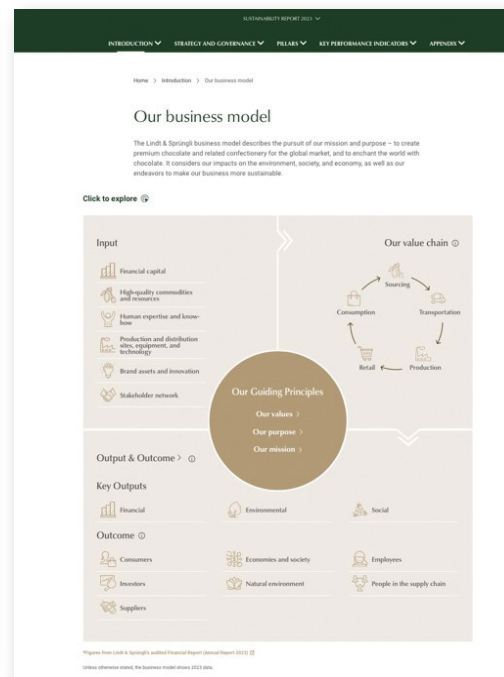 SUSTAINABILITY REPORT 2023
INTRODUCTION
STRATEGY AND GOVERNANCE
PILLARS
KEY PERFORMANCE INDICATORS
APPENDIX
Home > Introduction > Our business model
Our business model
The Lindt & Sprüngli business model describes the pursuit of our mission and purpose – to create
premium chocolate and related confectionery for the global market, and to enchant the world with
chocolate. It considers our impacts on the environment, society, and economy, as well as our
endeavors to make our business more sustainable.
Click to explore
Input
Financial capital
High-quality commodities
and resources
Human expertise and know-
how
Production and distribution
sites, equipment, and
technology
Brand assets and innovation
Stakeholder network
Our value chain
Sourcing
Transportation
Production
Retail
Consumption
Our Guiding Principles
Our values >
Our purpose >
Our mission >
Output & Outcome >
Key Outputs
Financial
Environmental
Social
Outcome
Consumers
Economies and society
Employees
Investors
Natural environment
People in the supply chain
Suppliers
*Figures from Lindt & Sprüngli's audited Financial Report (Annual Report 2023)
Unless otherwise stated, the business model shows 2023 data.